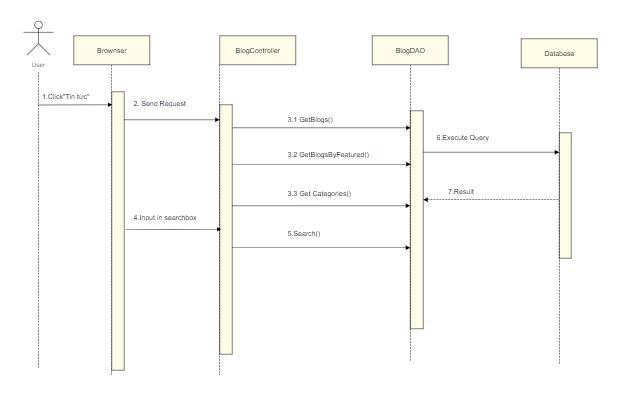 User
Brownser
BlogController
BlogDAO
Database
1.Click"Tin tức"
2. Send Request
3.1 GetBlogs()
3.2 GetBlogsByFeatured()
3.3 Get Categories()
4.Input in searchbox
5.Search()
6.Execute Query
7.Result